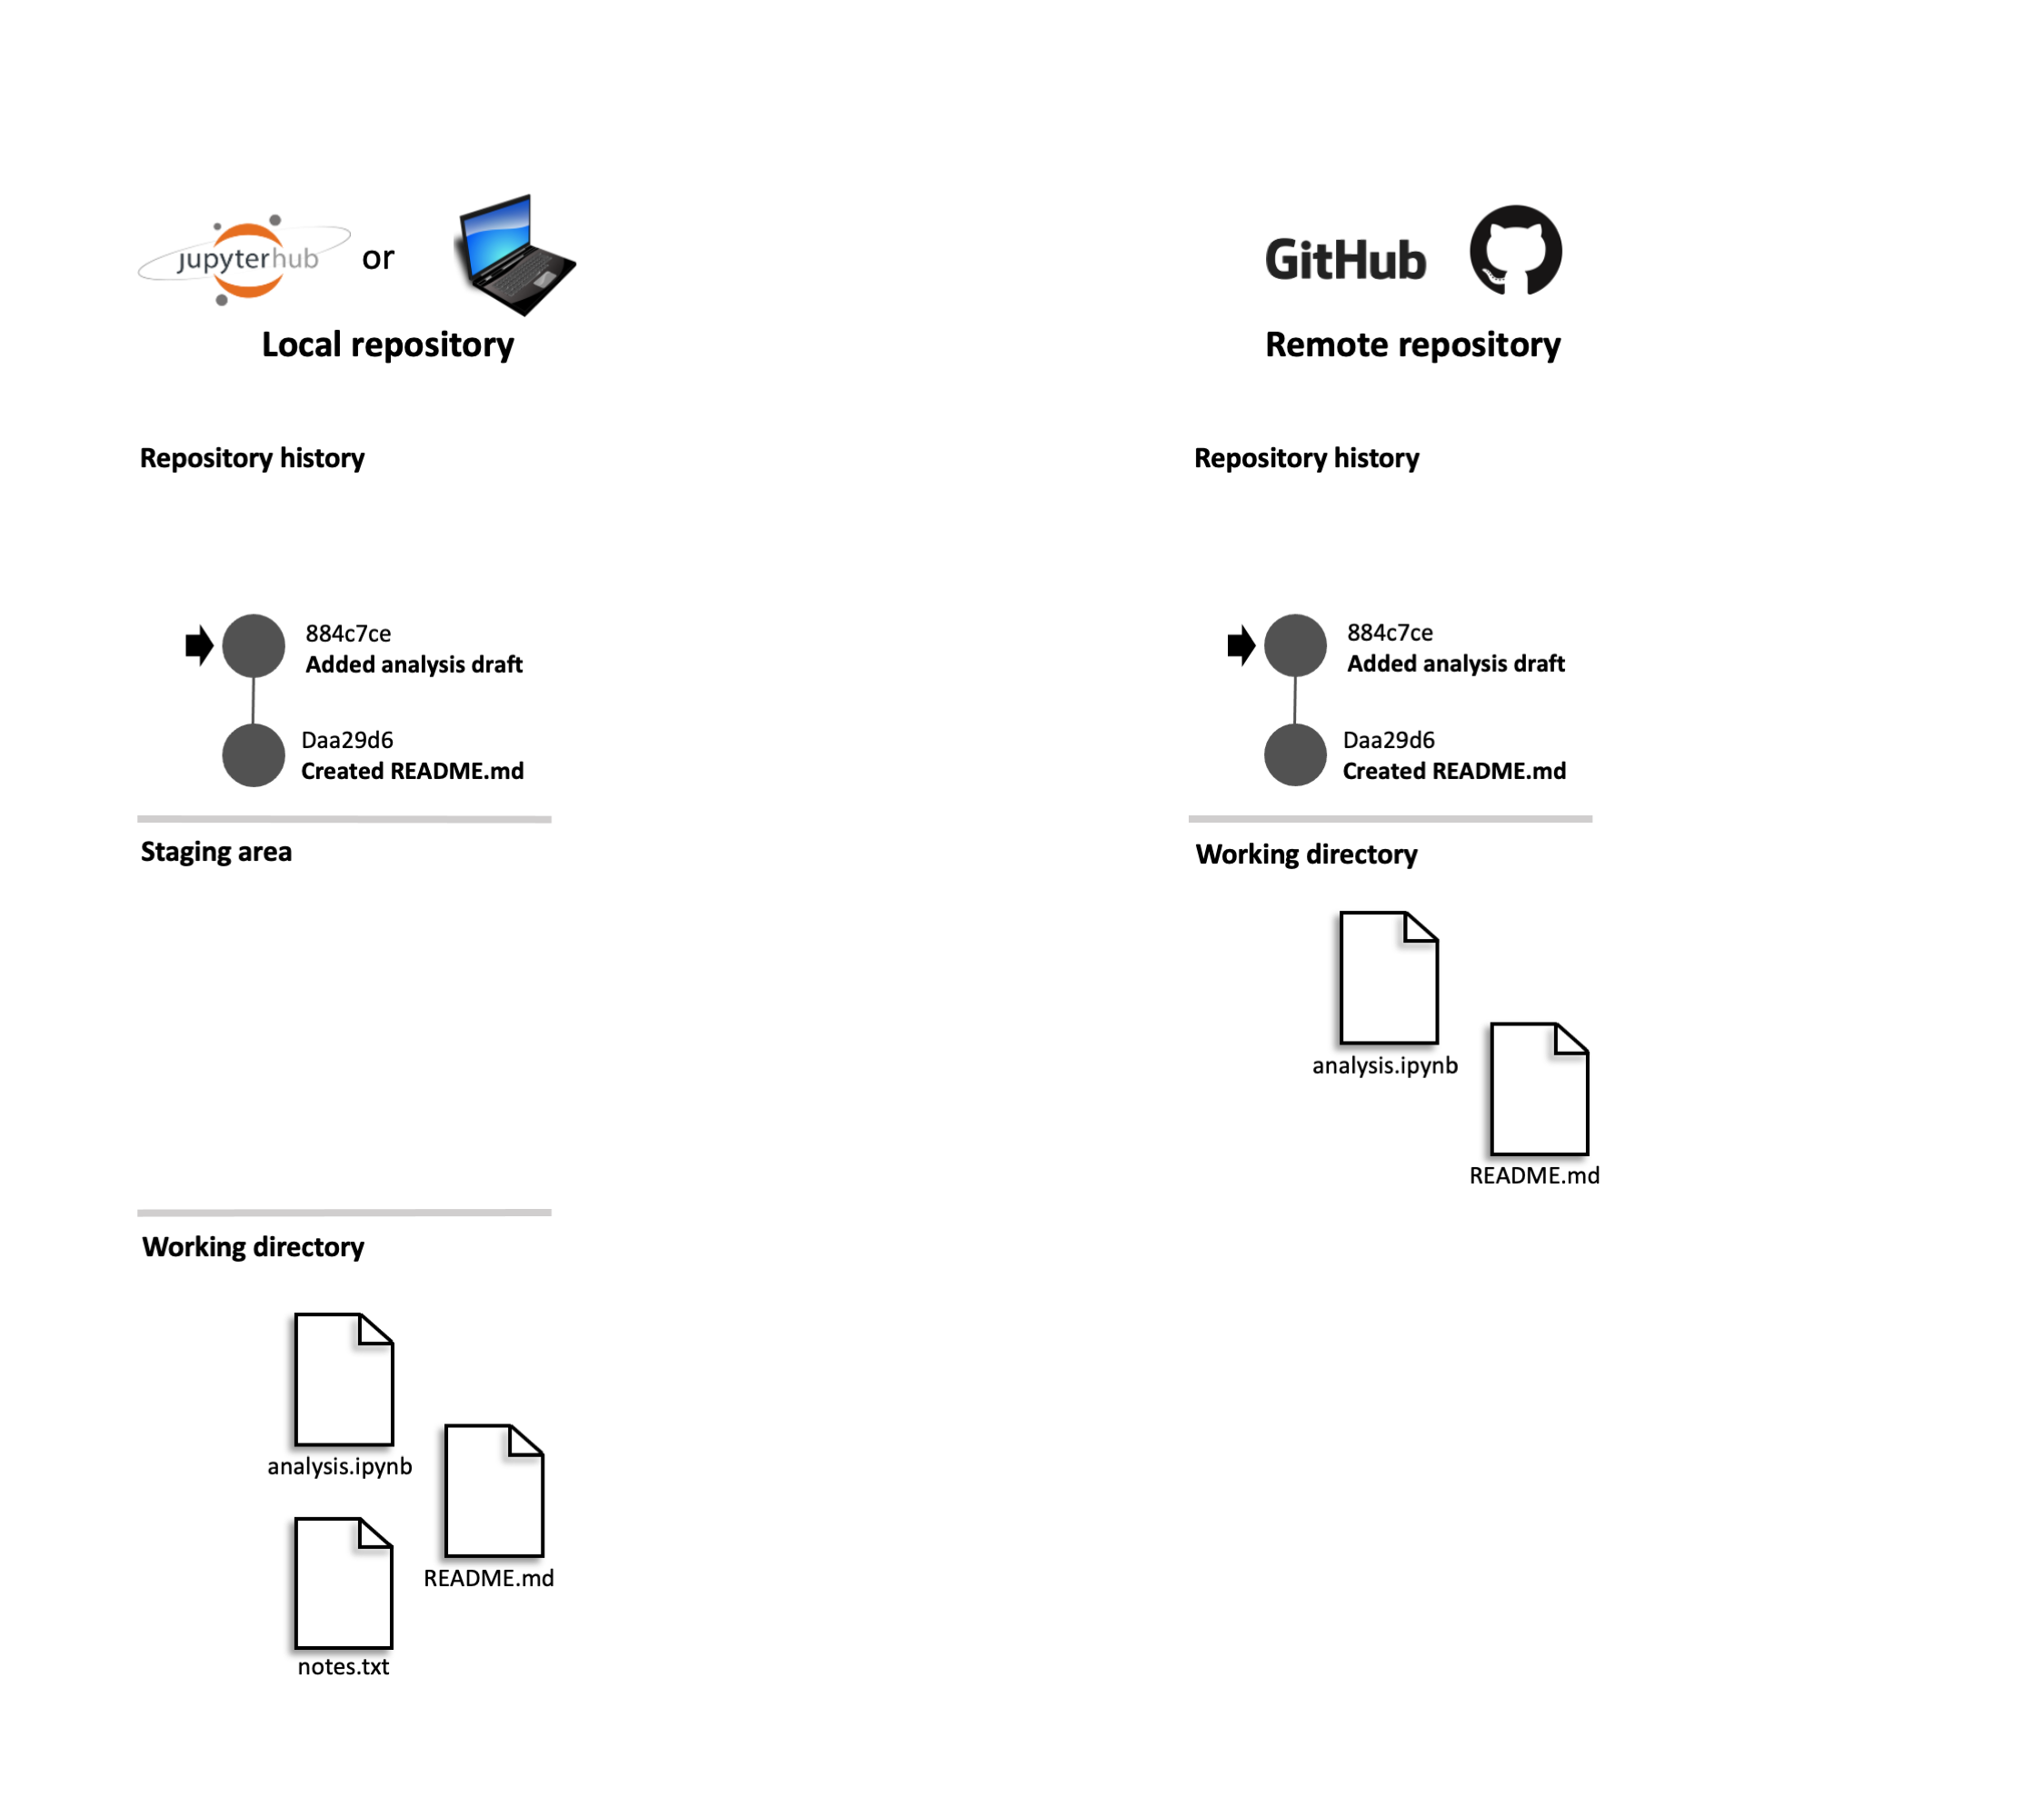 jupyterhub or
Local repository
Repository history
884c7ce
Added analysis draft
Daa29d6
Created README.md
Staging area
Working directory
analysis.ipynb
README.md
notes.txt
GitHub
Remote repository
Repository history
884c7ce
Added analysis draft
Daa29d6
Created README.md
Working directory
analysis.ipynb
README.md